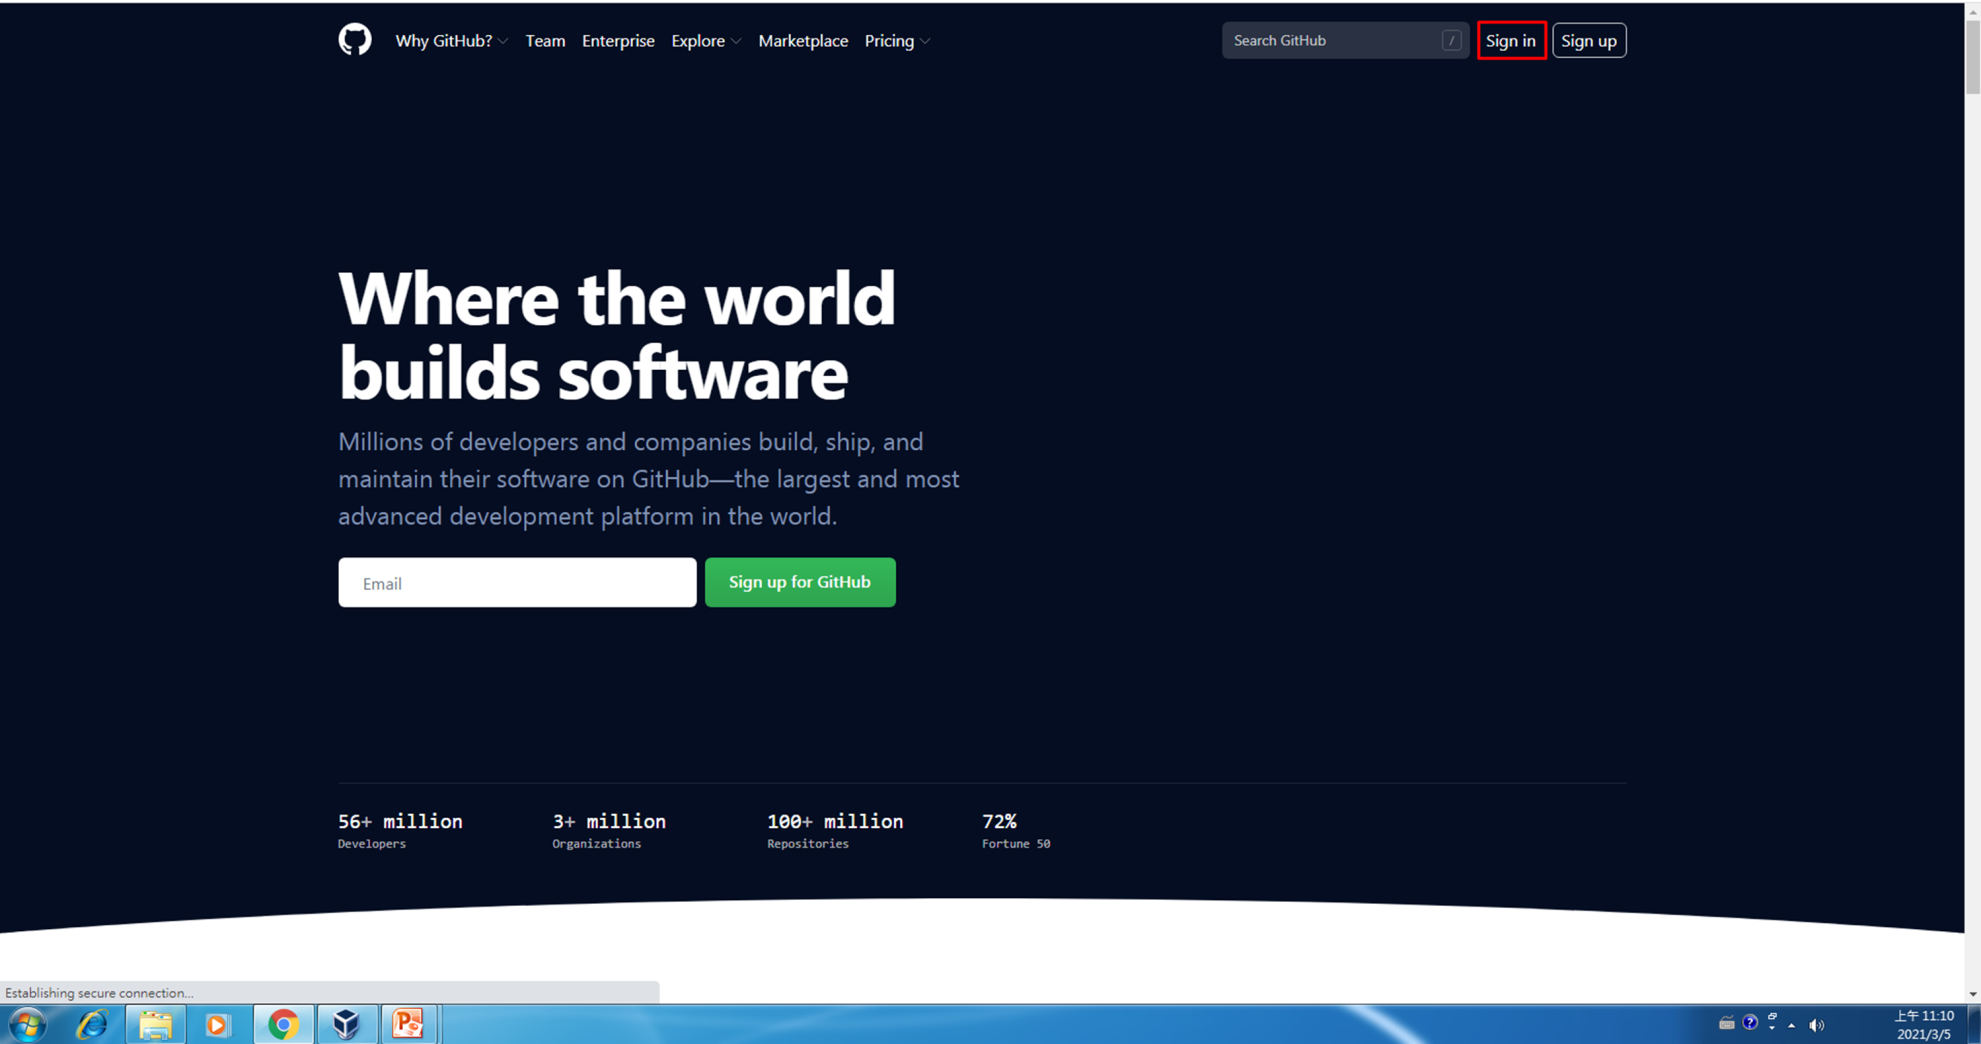 Why GitHub? Team Enterprise Explore Marketplace Pricing Search GitHub / Sign in Sign up
Where the world
builds software
Millions of developers and companies build, ship, and
maintain their software on GitHub—the largest and most
advanced development platform in the world.
Email Sign up for GitHub
56+ million 3+ million 100+ million 72%
Developers Organizations Repositories Fortune 50
Establishing secure connection...
上午 11:10
2021/3/5